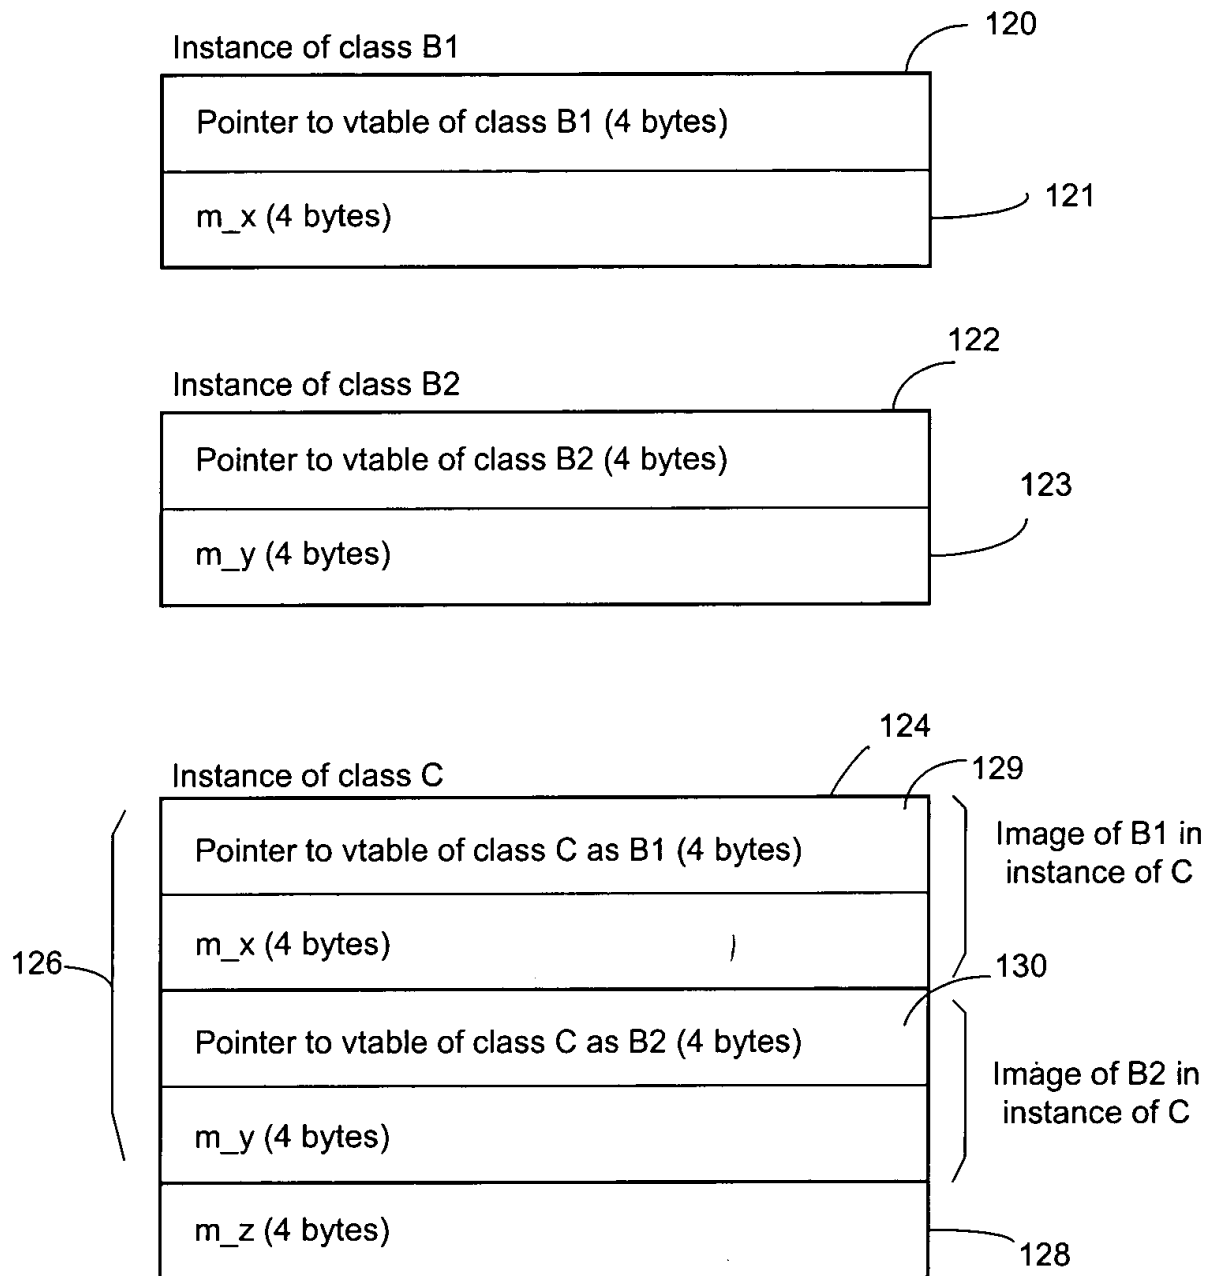 120
Instance of class B1
Pointer to vtable of class B1 (4 bytes)
m_x (4 bytes)
121
122
Instance of class B2
Pointer to vtable of class B2 (4 bytes)
123
m_y (4 bytes)
124
Instance of class C
129
Pointer to vtable of class C as B1 (4 bytes)
Image of B1 in
instance of C
m_x (4 bytes)
126
130
Pointer to vtable of class C as B2 (4 bytes)
Image of B2 in
instance of C
m_y (4 bytes)
m_z (4 bytes)
128